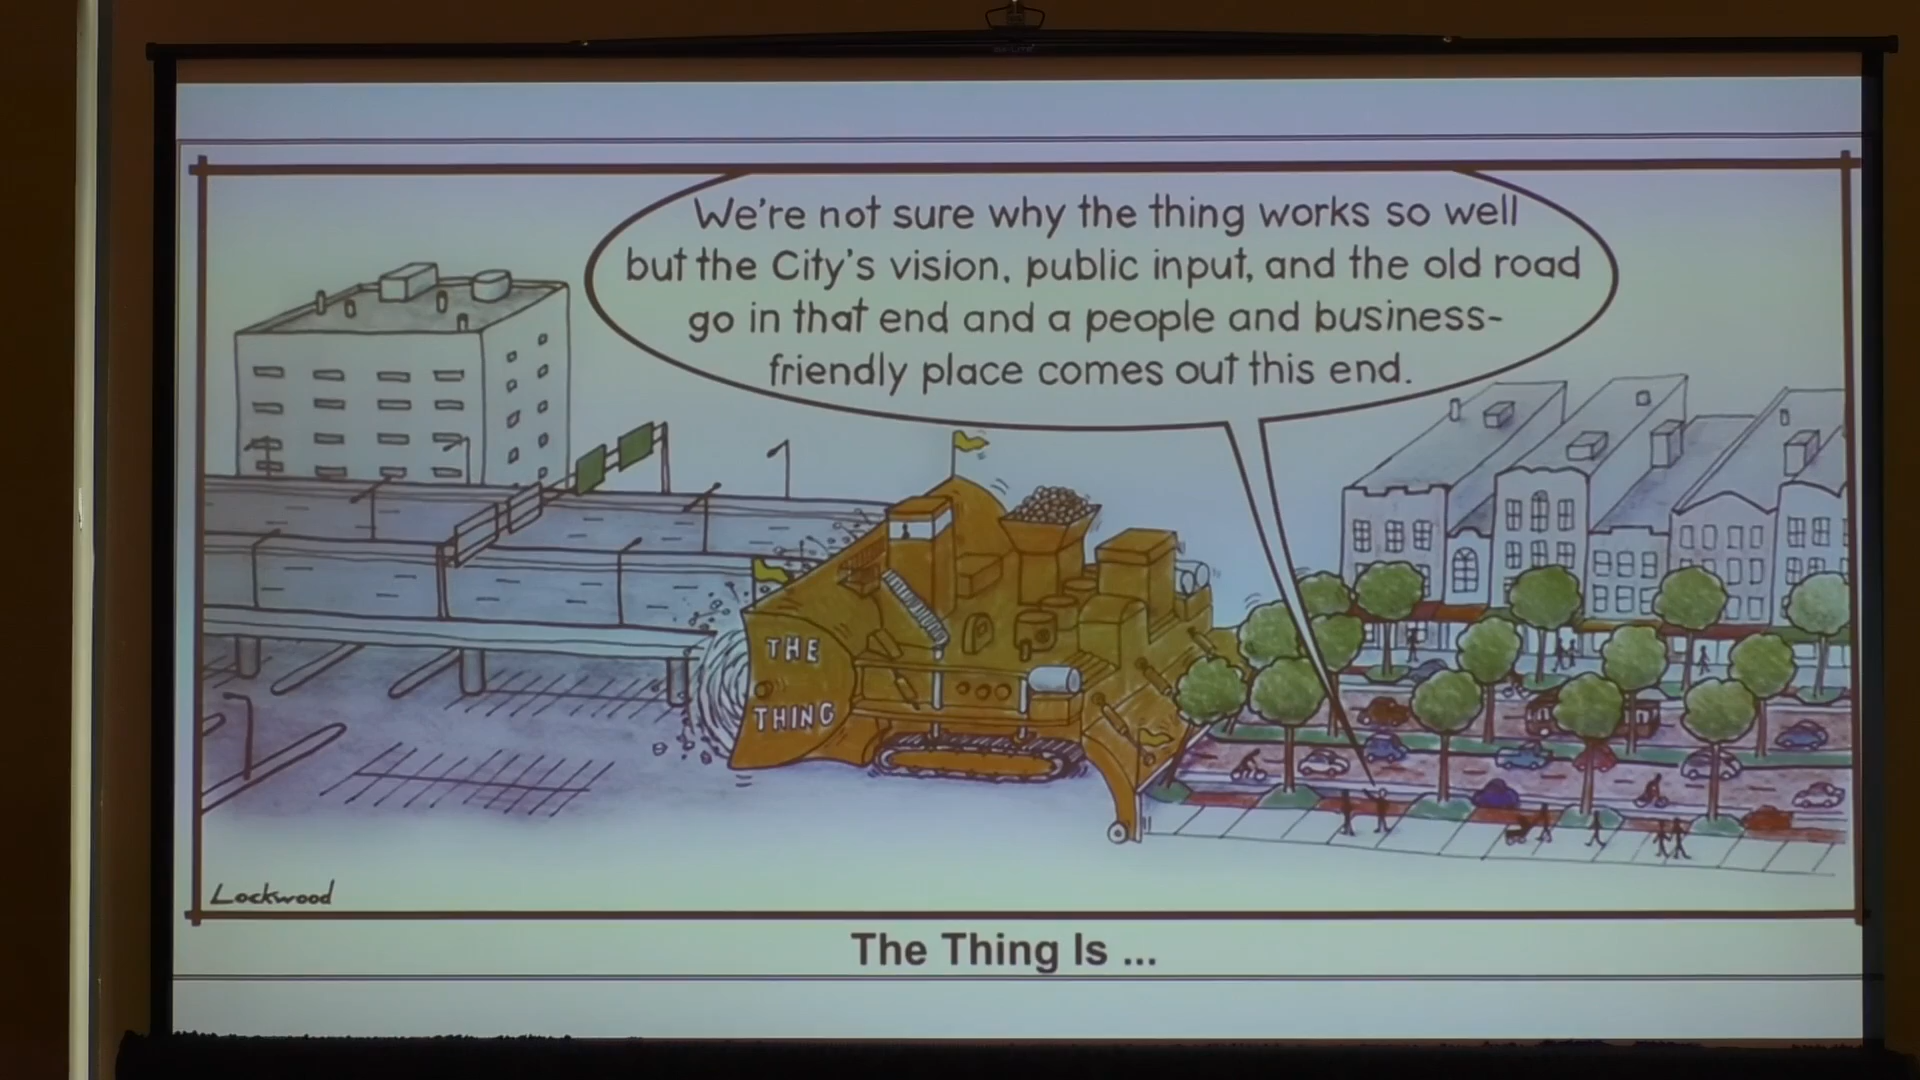 We're not sure why the thing works so well
but the City's vision, public input, and the old road
go in that end and a people and business-
friendly place comes out this end.
THE
THING
Lockwood
The Thing Is ...